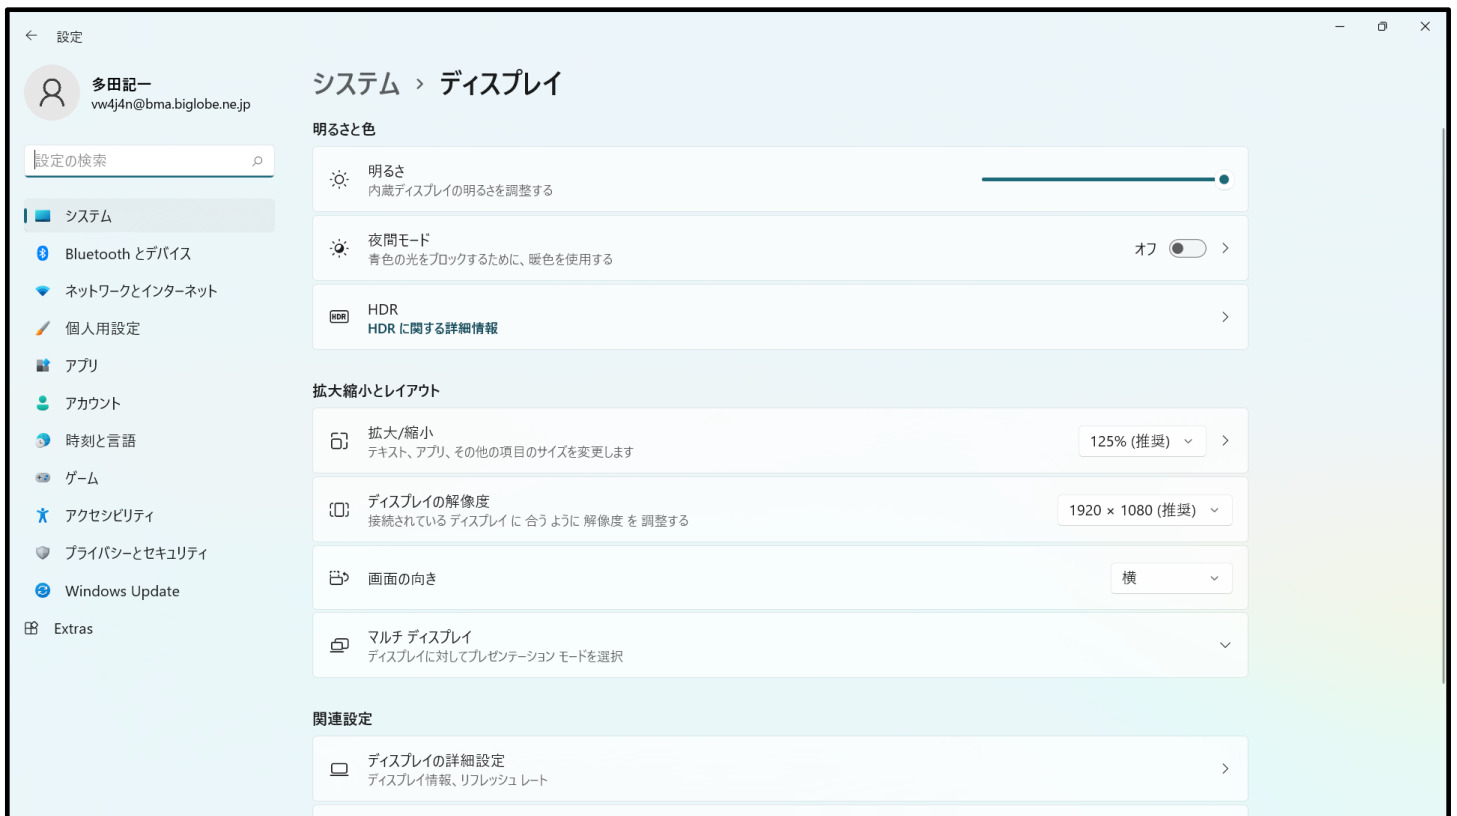 設定
多田記一
vw4j4n@bma.biglobe.ne.jp
設定の検索
システム
Bluetooth とデバイス
ネットワークとインターネット
個人用設定
アプリ
アカウント
時刻と言語
ゲーム
アクセシビリティ
プライバシーとセキュリティ
Windows Update
Extras
システム › ディスプレイ
明るさと色
明るさ
内蔵ディスプレイの明るさを調整する
夜間モード
青色の光をブロックするために、暖色を使用する
オフ
HDR
HDR
HDR に関する詳細情報
拡大縮小とレイアウト
拡大/縮小
テキスト、アプリ、その他の項目のサイズを変更します
125% (推奨)
ディスプレイの解像度
接続されている ディスプレイ に 合う ように 解像度 を 調整する
1920 × 1080 (推奨)
画面の向き
横
マルチ ディスプレイ
ディスプレイに対してプレゼンテーション モードを選択
関連設定
ディスプレイの詳細設定
ディスプレイ情報、リフレッシュ レート